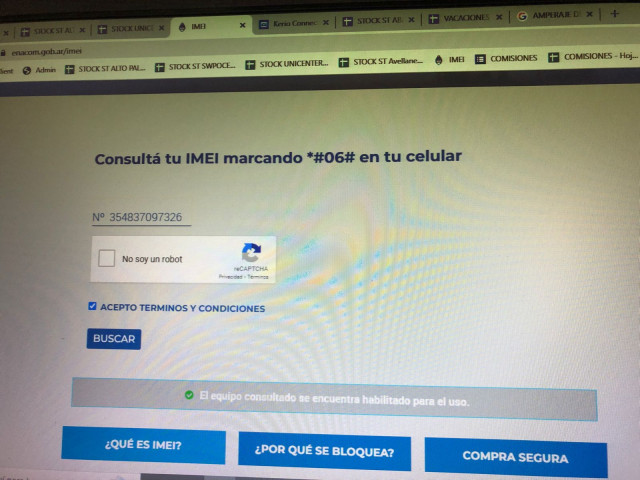 STOCK ST ALT
STOCK UNICE
IMEI
Kerio Connec
STOCK ST AB
VACACIONES
AMPERAJE D
enacom.gob.ar/imei
lient
Admin
STOCK ST ALTO PAL...
STOCK ST SWPOCE...
STOCK UNICENTER...
STOCK ST Avellane...
IMEI
COMISIONES
COMISIONES - Hoj...
Consultá tu IMEI marcando *#06# en tu celular
Nº 354837097326
No soy un robot
reCAPTCHA
Privacidad - Términos
ACEPTO TERMINOS Y CONDICIONES
BUSCAR
El equipo consultado se encuentra habilitado para el uso.
¿QUÉ ES IMEI?
¿POR QUÉ SE BLOQUEA?
COMPRA SEGURA